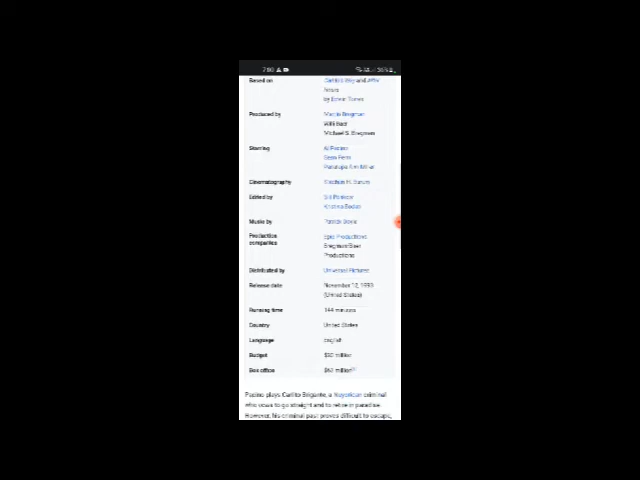 Based on
Carlito's Way and After
Hours
by Edwin Torres
Produced by
Martin Bregman
Willi Baer
Michael S. Bregman
Starring
Al Pacino
Sean Penn
Penelope Ann Miller
Cinematography
Stephen H. Burum
Edited by
Bill Pankow
Kristina Boden
Music by
Patrick Doyle
Production
companies
Epic Productions
Bregman/Baer
Productions
Distributed by
Universal Pictures
Release date
November 12, 1993
(United States)
Running time
144 minutes
Country
United States
Language
English
Budget
$30 million
Box office
million
Pacino plays Carlito Brigante, a Nuyorican criminal
who vows to go straight and to retire in paradise.
However, his criminal past proves difficult to escape,